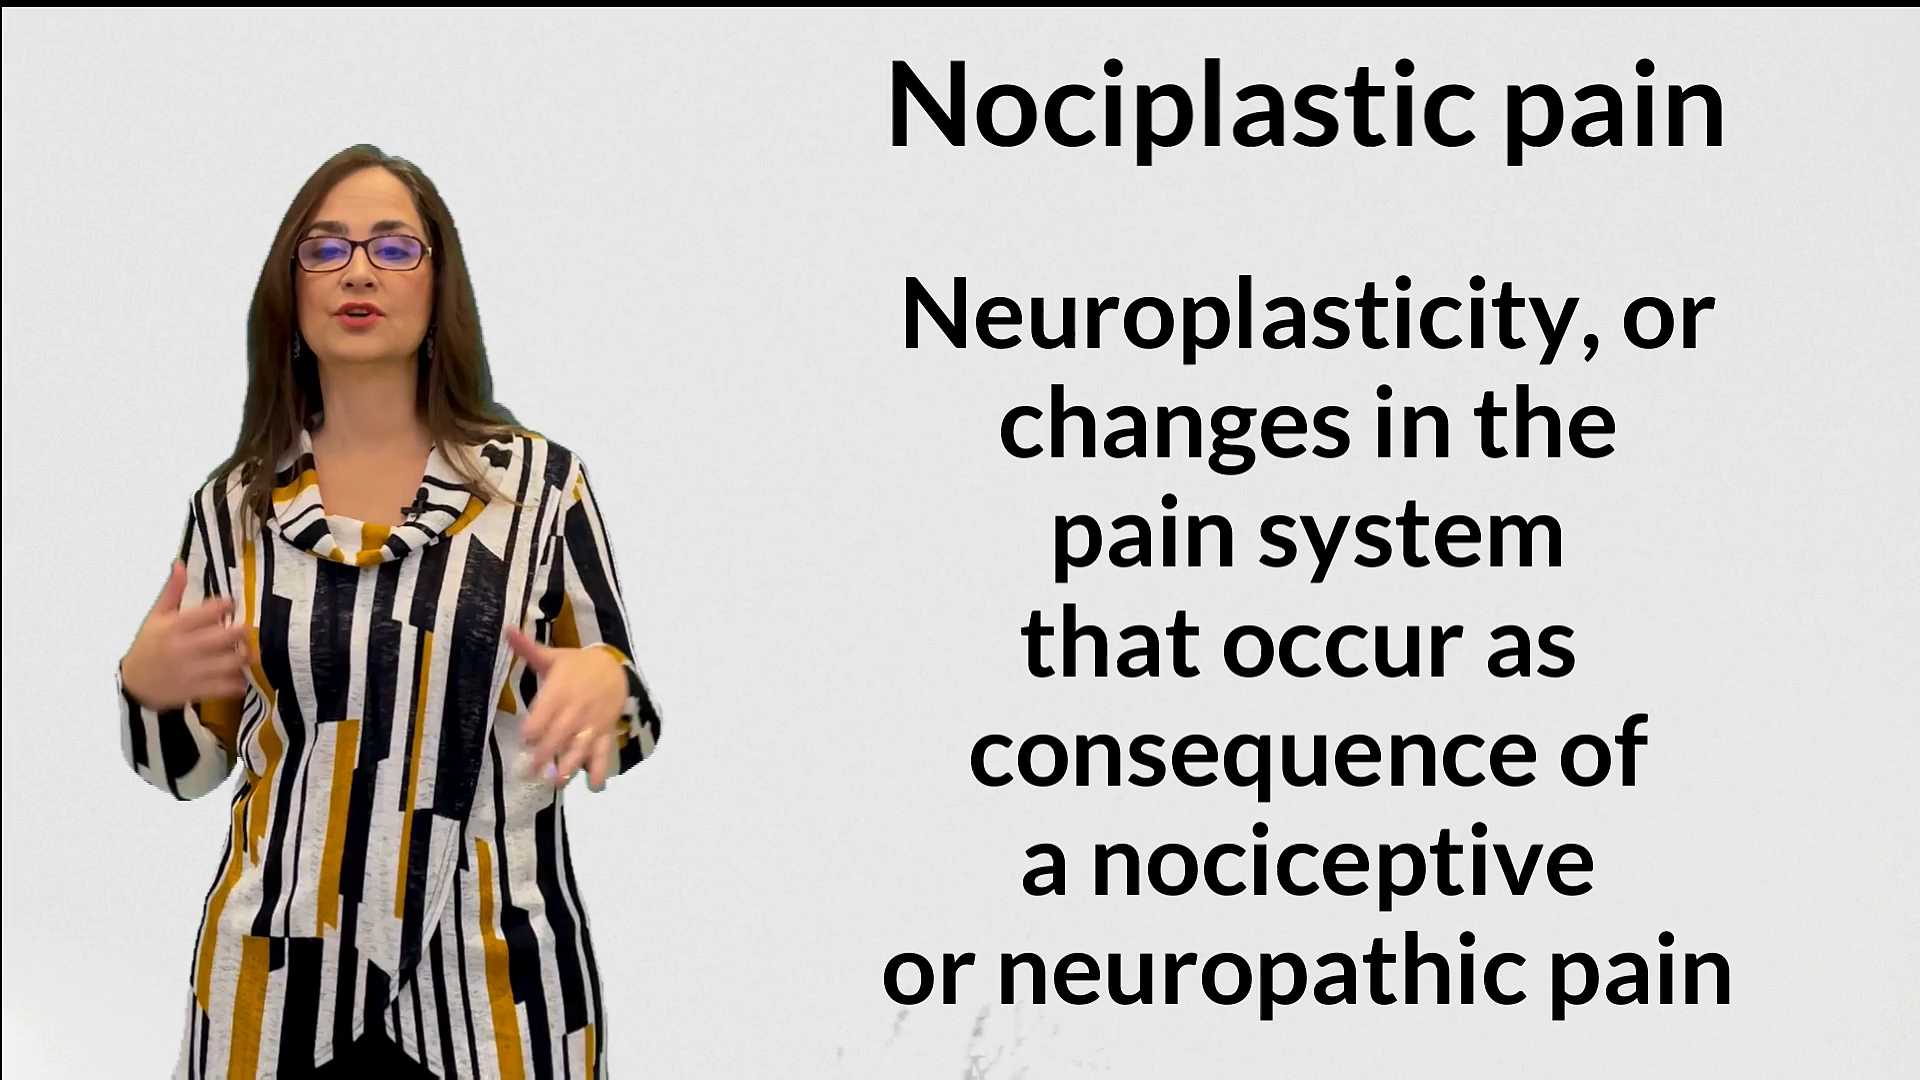 Nociplastic pain
Neuroplasticity, or
changes in the
pain system
that occur as
consequence of
a nociceptive
or neuropathic pain